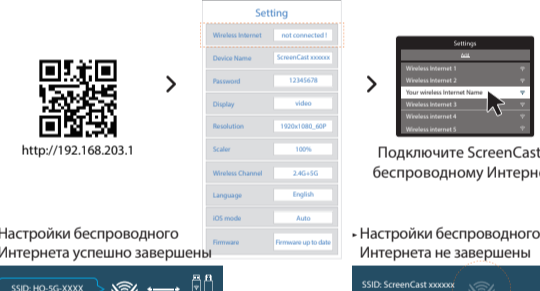 Setting
Wireless Internet not connected!
Device Name ScreenCast xxxxxx
Password 12345678
Display video
Resolution 1920x1080_60P
Scaler 100%
Wireless Channel 2.4G+5G
Language English
iOS mode Auto
Firmware Firmware up to date
http://192.168.203.1
Settings
Wireless Internet 1
Wireless Internet 2
Your wireless Internet Name
Wireless Internet 3
Wireless internet 4
Wireless internet 5
Подключите ScreenCast
беспроводному Интерн
Настройки беспроводного
Интернета успешно завершены
SSID: HO-5G-XXXX
Настройки беспроводного
Интернета не завершены
SSID: ScreenCast xxxxxx